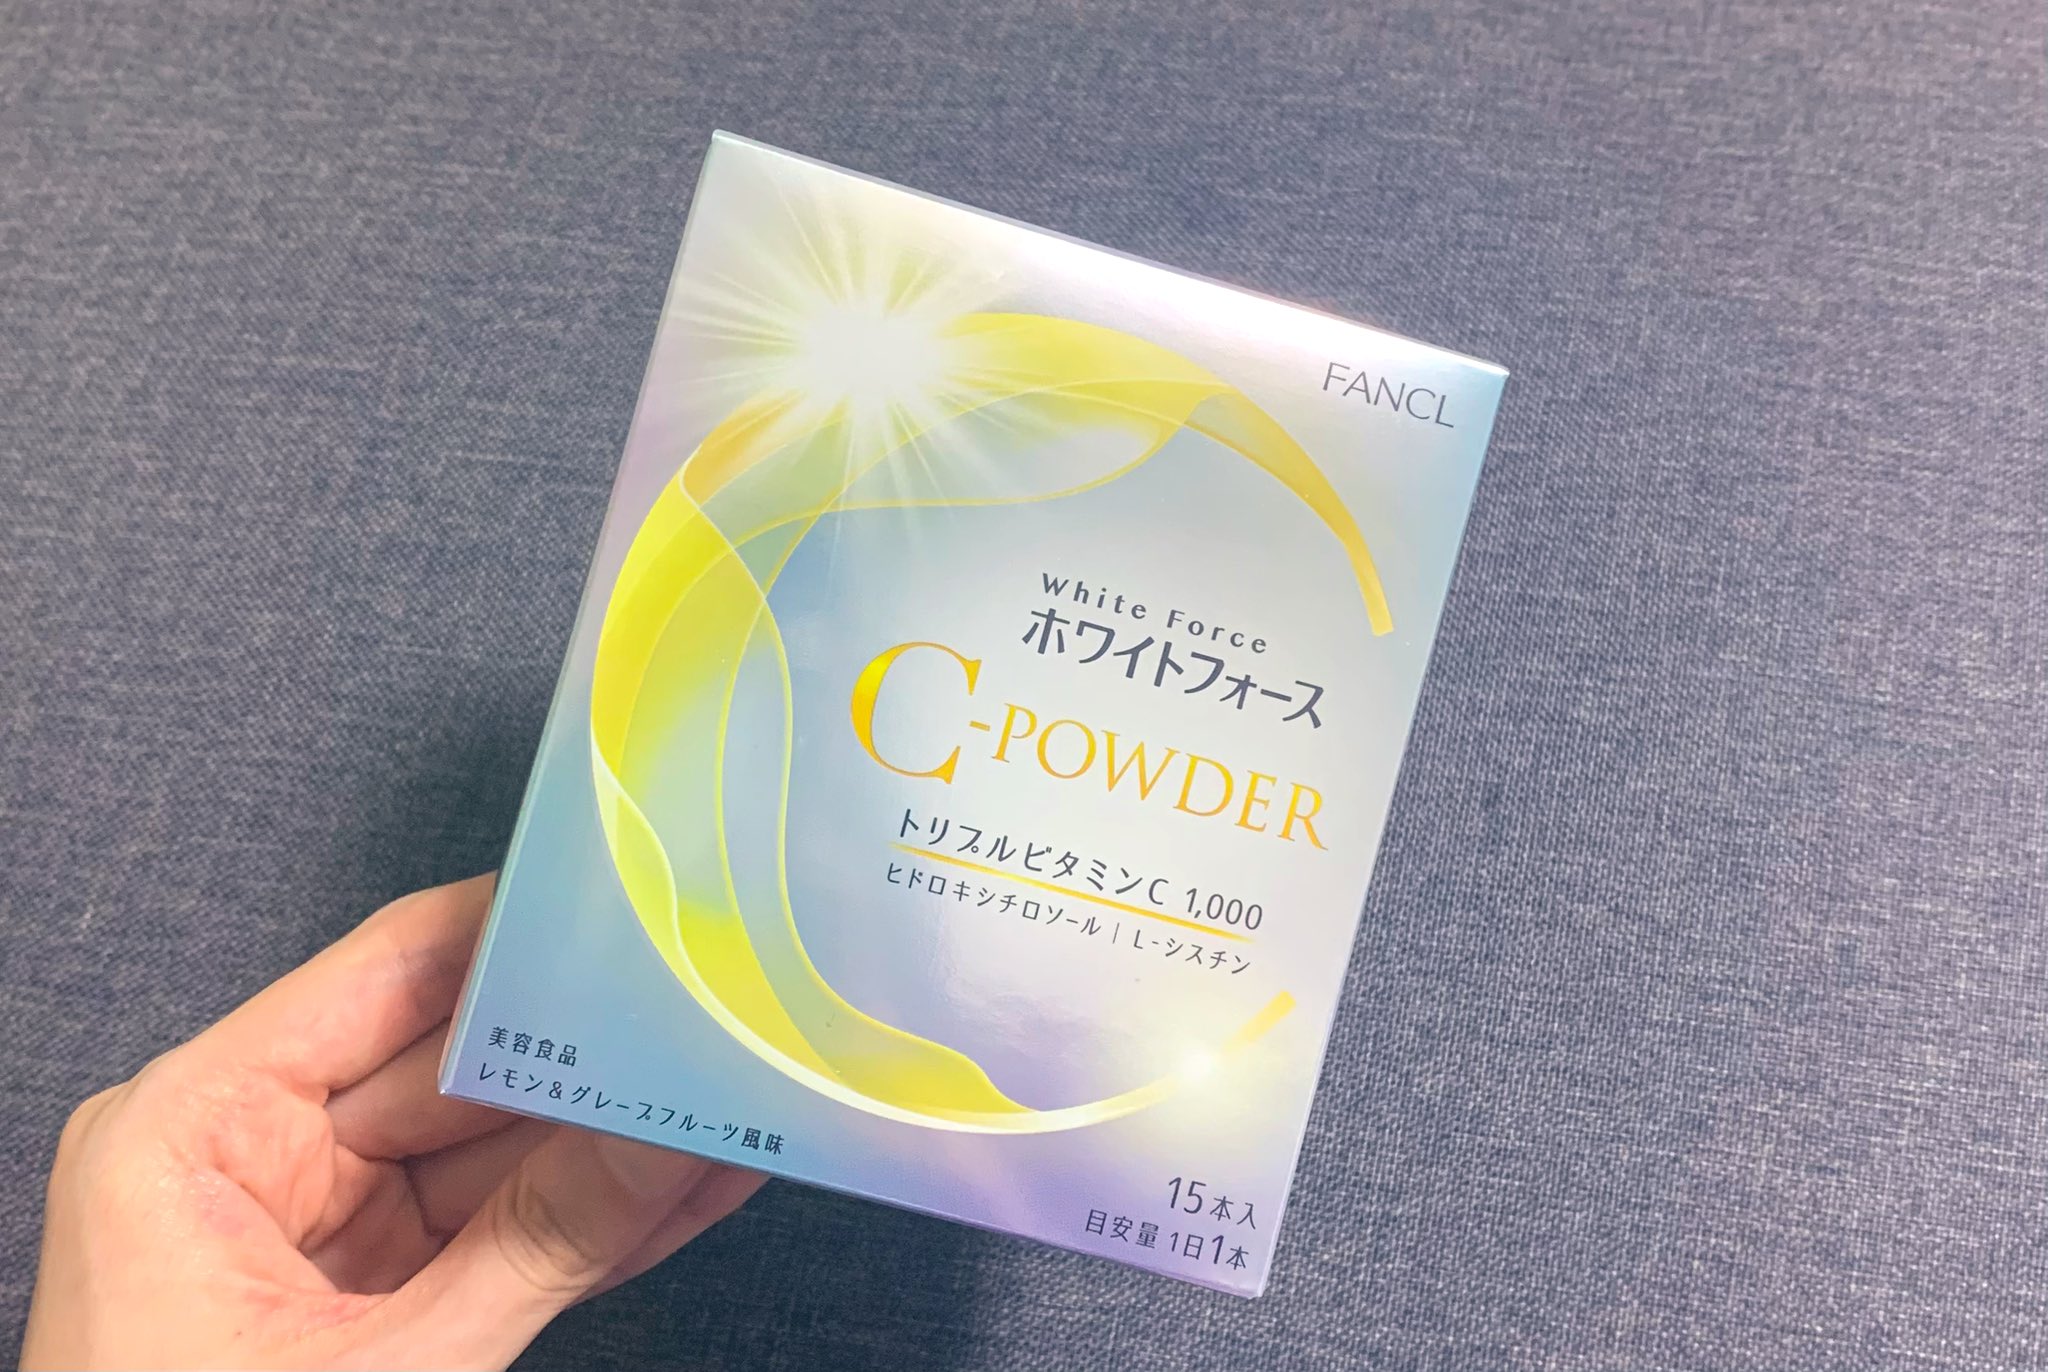 FANCL
White Force
ホワイトフォース
C-POWDER
トリプルビタミンC 1,000
ヒドロキシチロソール | L-シスチン
美容食品
レモン&グレープフルーツ風味
15本入
目安量 1日1本